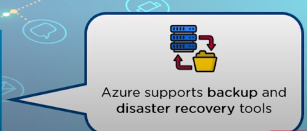 Azure supports backup and
disaster recovery tools